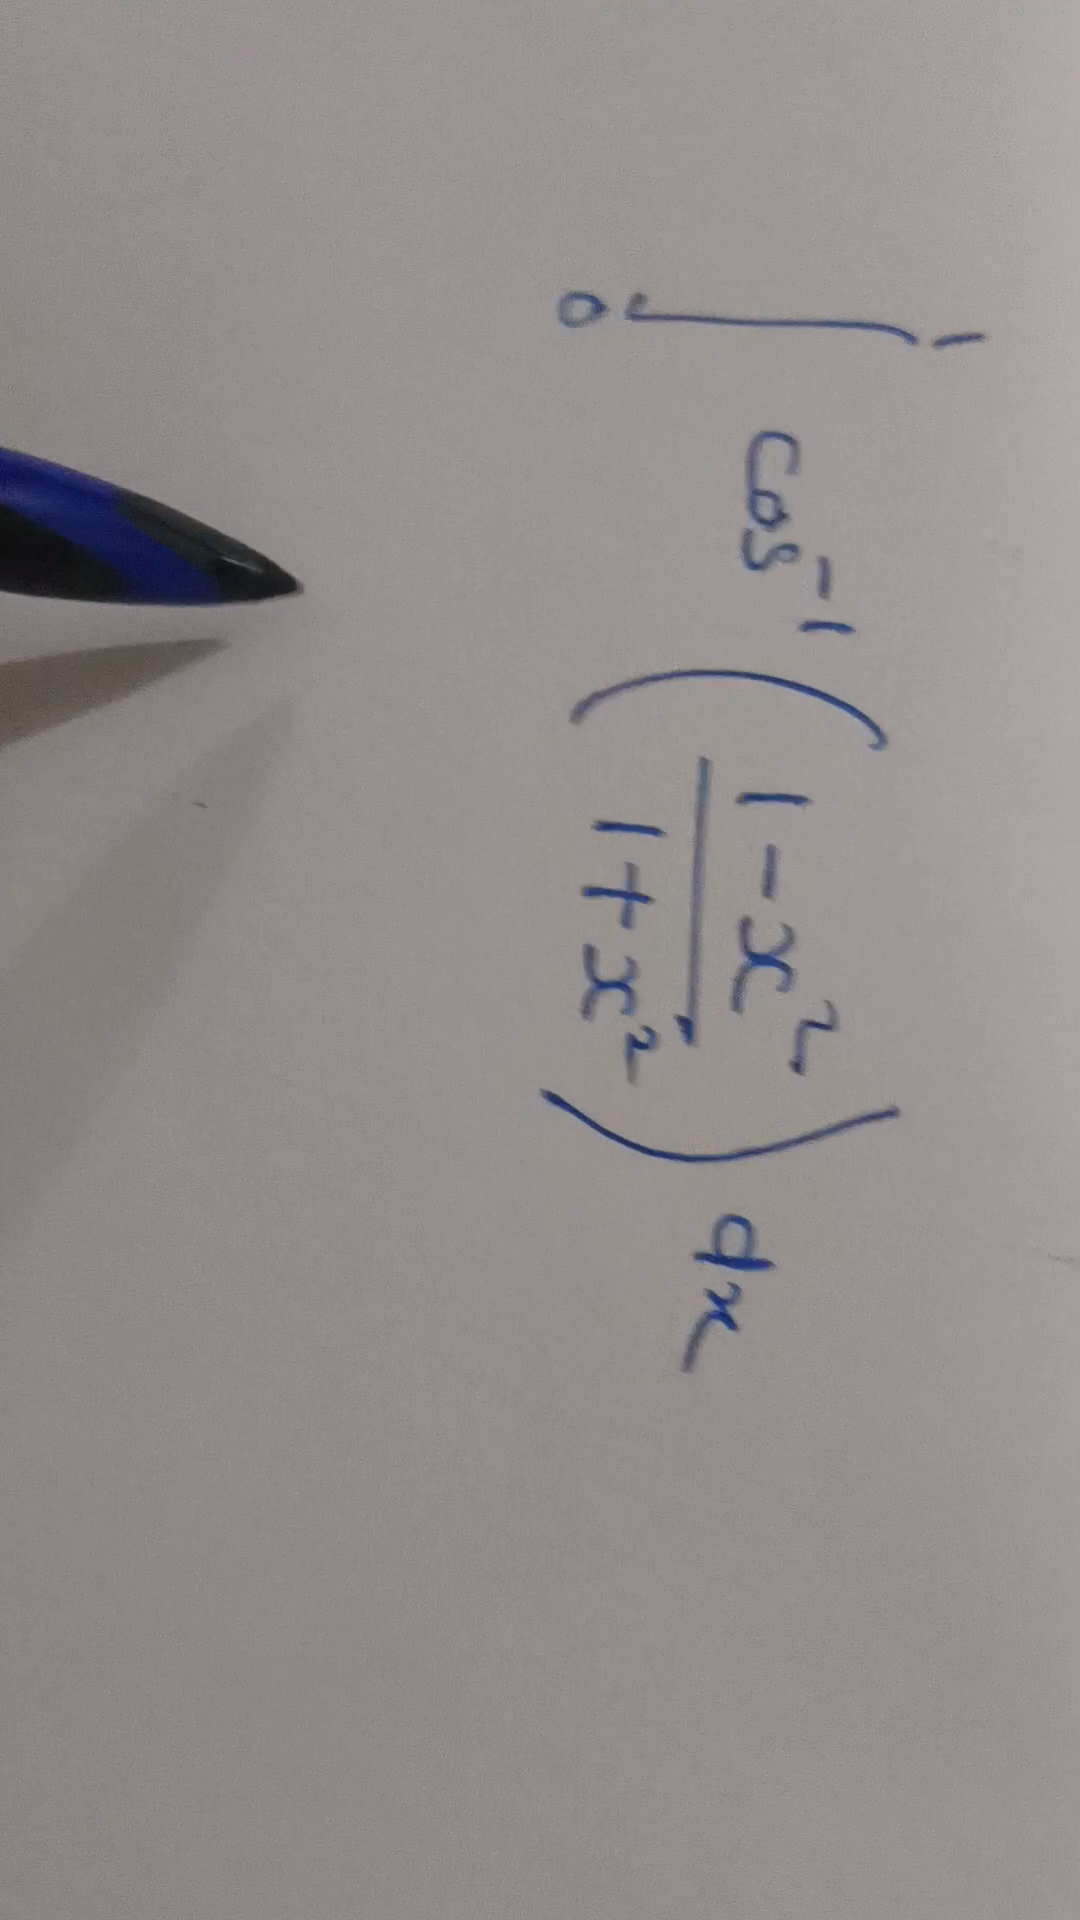 ∫₀¹ cos⁻¹ ( (1-x²)/(1+x²) ) dx